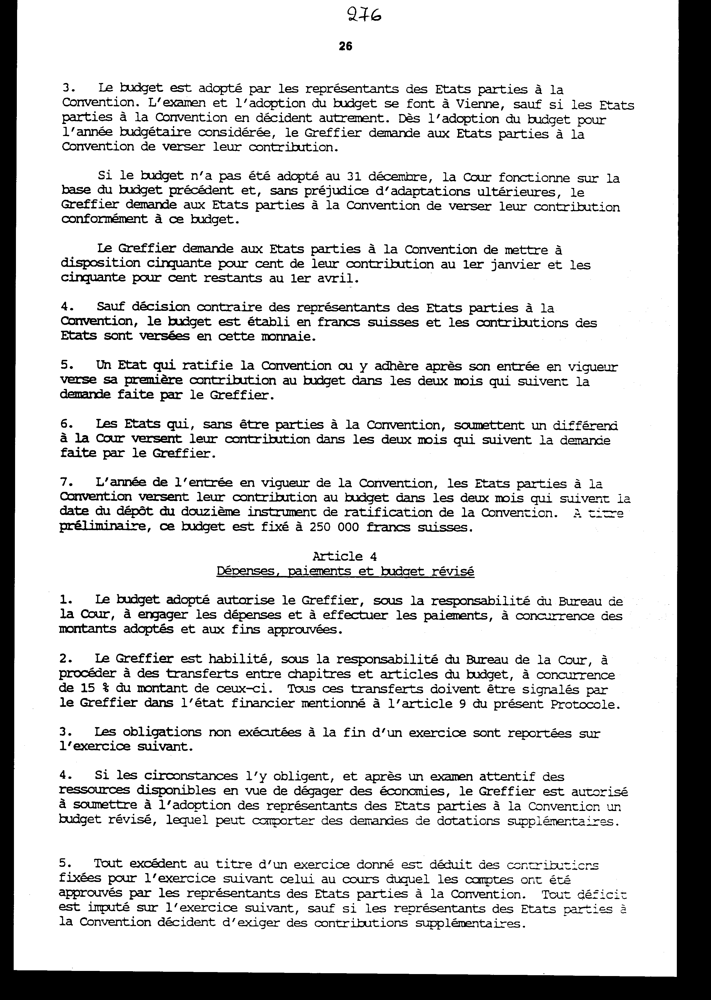 276
26
3. Le budget est adopté par les représentants des Etats parties à la
Convention. L'examen et l'adoption du budget se font à Vienne, sauf si les Etats
parties à la Convention en décident autrement. Dès l'adoption du budget pour
l'année budgétaire considérée, le Greffier demande aux Etats parties à la
Convention de verser leur contribution.
Si le budget n'a pas été adopté au 31 décembre, la Cour fonctionne sur la
base du budget précédent et, sans préjudice d'adaptations ultérieures, le
Greffier demande aux Etats parties à la Convention de verser leur contribution
conformément à ce budget.
Le Greffier demande aux Etats parties à la Convention de mettre à
disposition cinquante pour cent de leur contribution au 1er janvier et les
cinquante pour cent restants au 1er avril.
4. Sauf décision contraire des représentants des Etats parties à la
Convention, le budget est établi en francs suisses et les contributions des
Etats sont versées en cette monnaie.
5. Un Etat qui ratifie la Convention ou y adhère après son entrée en vigueur
verse sa première contribution au budget dans les deux mois qui suivent la
demande faite par le Greffier.
6. Les Etats qui, sans être parties à la Convention, soumettent un différend
à la Cour versent leur contribution dans les deux mois qui suivent la demande
faite par le Greffier.
7. L'année de l'entrée en vigueur de la Convention, les Etats parties à la
Convention versent leur contribution au budget dans les deux mois qui suivent la
date du dépôt du douzième instrument de ratification de la Convention. A titre
préliminaire, ce budget est fixé à 250 000 francs suisses.
Article 4
Dépenses, paiements et budget révisé
1. Le budget adopté autorise le Greffier, sous la responsabilité du Bureau de
la Cour, à engager les dépenses et à effectuer les paiements, à concurrence des
montants adoptés et aux fins approuvées.
2. Le Greffier est habilité, sous la responsabilité du Bureau de la Cour, à
procéder à des transferts entre chapitres et articles du budget, à concurrence
de 15 % du montant de ceux-ci. Tous ces transferts doivent être signalés par
le Greffier dans l'état financier mentionné à l'article 9 du présent Protocole.
3. Les obligations non exécutées à la fin d'un exercice sont reportées sur
l'exercice suivant.
4. Si les circonstances l'y obligent, et après un examen attentif des
ressources disponibles en vue de dégager des économies, le Greffier est autorisé
à soumettre à l'adoption des représentants des Etats parties à la Convention un
budget révisé, lequel peut comporter des demandes de dotations supplémentaires.
5. Tout excédent au titre d'un exercice donné est déduit des contributions
fixées pour l'exercice suivant celui au cours duquel les comptes ont été
approuvés par les représentants des Etats parties à la Convention. Tout déficit
est imputé sur l'exercice suivant, sauf si les représentants des Etats parties à
la Convention décident d'exiger des contributions supplémentaires.